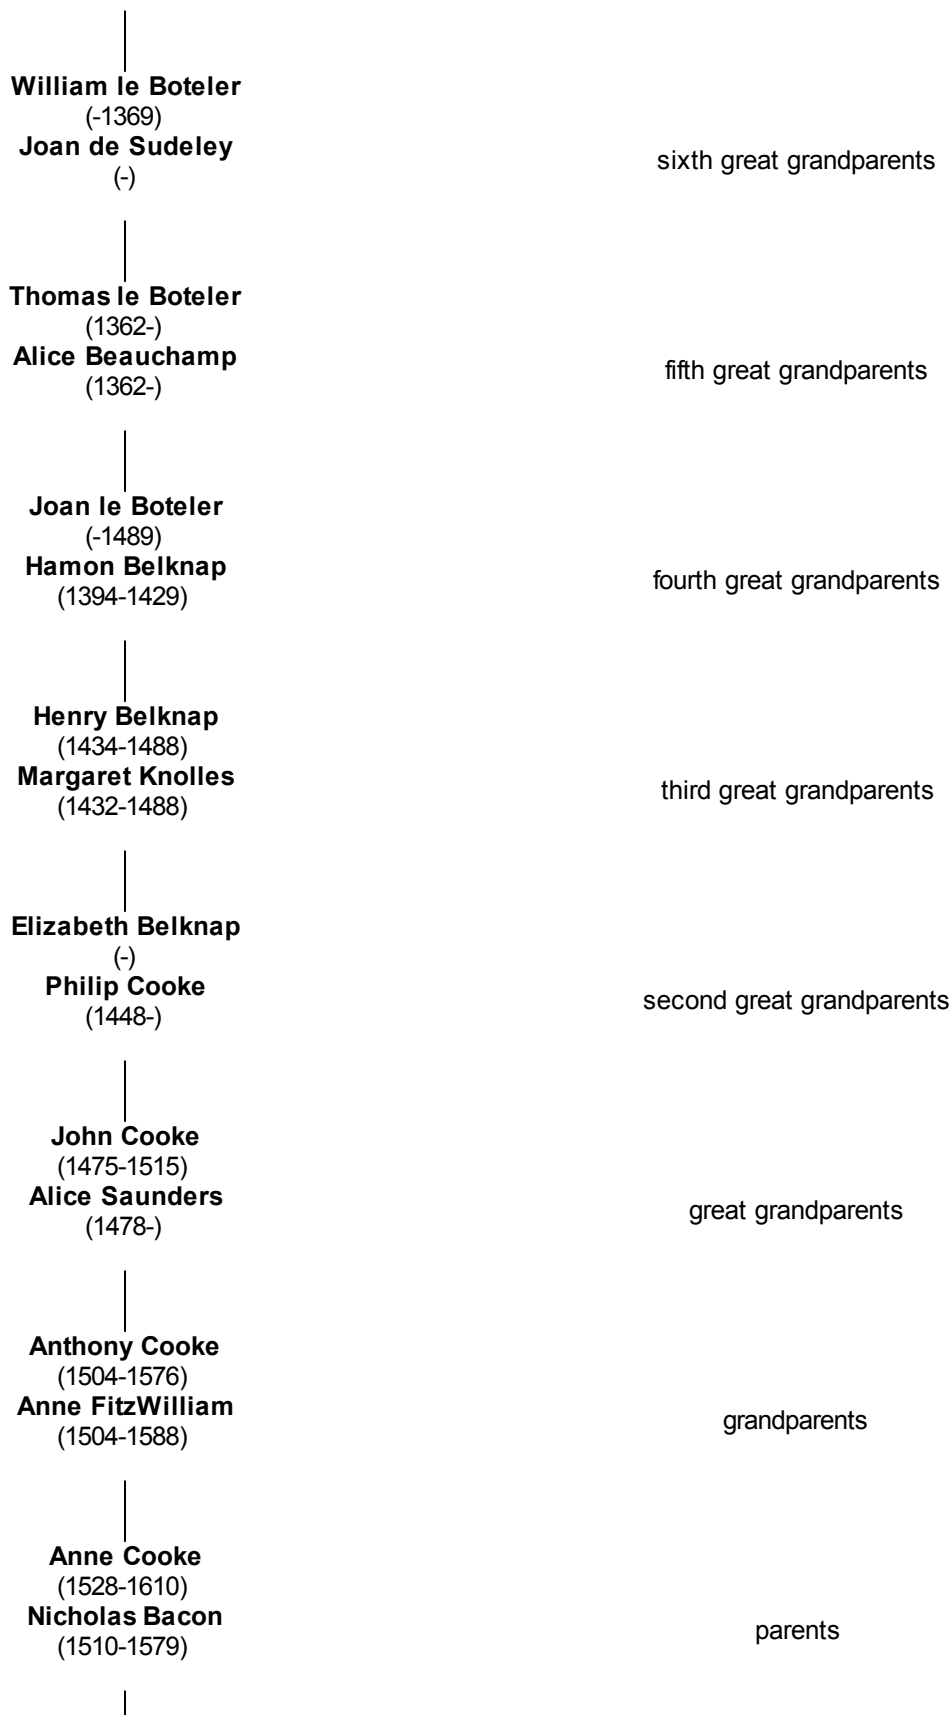 William le Boteler
(-1369)
Joan de Sudeley
(-)
sixth great grandparents
Thomas le Boteler
(1362-)
Alice Beauchamp
(1362-)
fifth great grandparents
Joan le Boteler
(-1489)
Hamon Belknap
(1394-1429)
fourth great grandparents
Henry Belknap
(1434-1488)
Margaret Knolles
(1432-1488)
third great grandparents
Elizabeth Belknap
(-)
Philip Cooke
(1448-)
second great grandparents
John Cooke
(1475-1515)
Alice Saunders
(1478-)
great grandparents
Anthony Cooke
(1504-1576)
Anne FitzWilliam
(1504-1588)
grandparents
Anne Cooke
(1528-1610)
Nicholas Bacon
(1510-1579)
parents